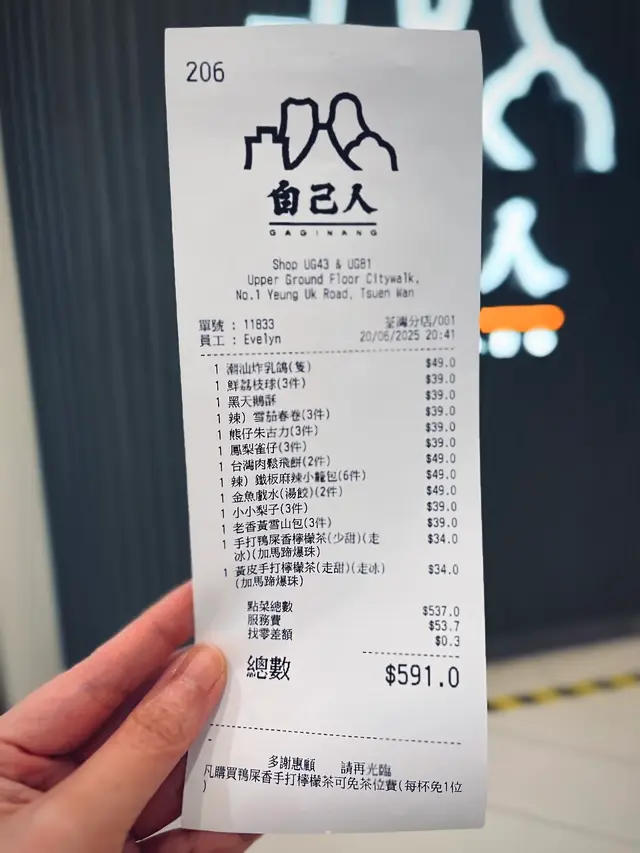 206
自己人
GAGINANG
Shop UG43 & UG81
Upper Ground Floor Citywalk,
No.1 Yeung Uk Road, Tsuen Wan
單號 : 11833 荃灣分店/001
員工 : Evelyn 20/06/2025 20:41
1 潮汕炸乳鴿(隻) $49.0
1 鮮荔枝球(3件) $39.0
1 黑天鵝酥 $39.0
1 辣) 雪茄春卷(3件) $39.0
1 熊仔朱古力(3件) $39.0
1 鳳梨雀仔(3件) $39.0
1 台灣肉鬆飛餅(2件) $49.0
1 辣) 鐵板麻辣小籠包(6件) $49.0
1 金魚戲水(湯餃)(2件) $49.0
1 小小梨子(3件) $39.0
1 老香黃雪山包(3件) $39.0
1 手打鴨屎香檸檬茶(少甜)(走 $34.0
冰)(加馬蹄爆珠)
1 黃皮手打檸檬茶(走甜)(走冰) $34.0
(加馬蹄爆珠)
點菜總數 $537.0
服務費 $53.7
找零差額 $0.3
總數 $591.0
多謝惠顧 請再光臨
凡購買鴨屎香手打檸檬茶可免茶位費(每杯免1位
)
人